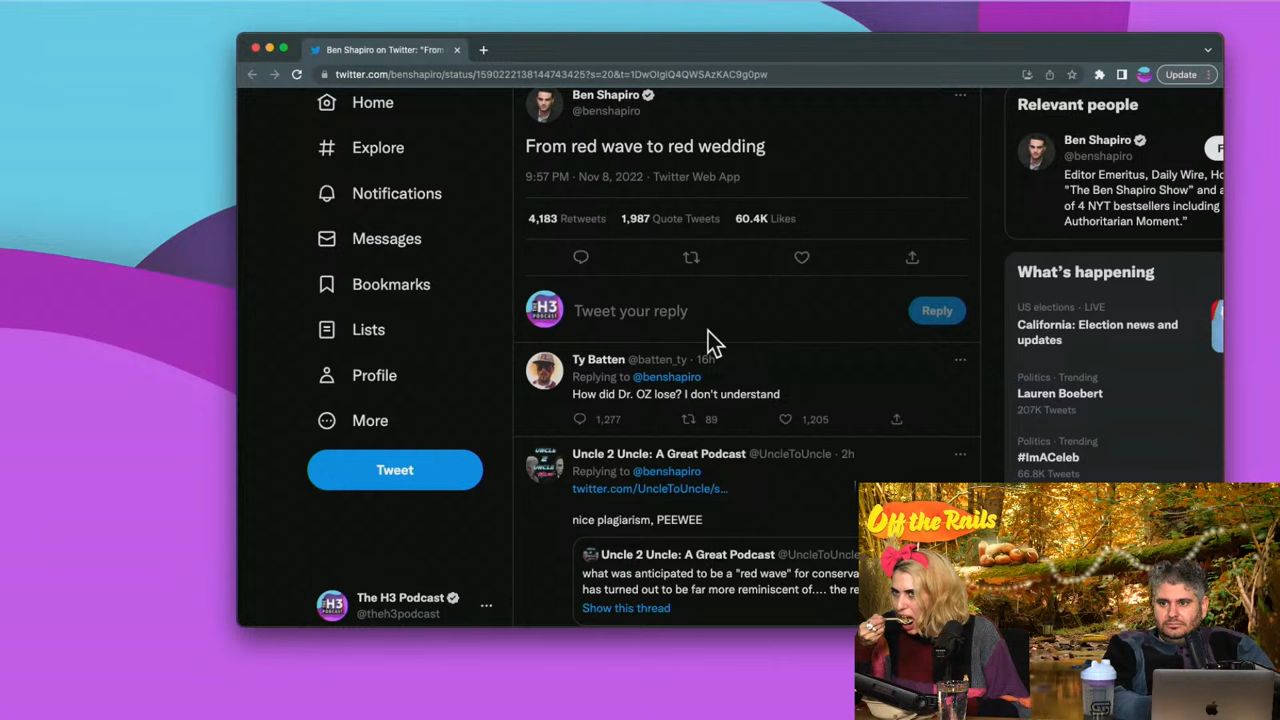 Ben Shapiro on Twitter: "From
twitter.com/benshapiro/status/1590222138144743425?s=20&t=1DwOIgIQ4QWSAzKAC9g0pw
Update
Home
Explore
Notifications
Messages
Bookmarks
Lists
Profile
More
Tweet
The H3 Podcast
@theh3podcast
Ben Shapiro
@benshapiro
From red wave to red wedding
9:57 PM · Nov 8, 2022 · Twitter Web App
4,183 Retweets 1,987 Quote Tweets 60.4K Likes
H3
PODCAST
Tweet your reply
Reply
Ty Batten @batten_ty · 16h
Replying to @benshapiro
How did Dr. OZ lose? I don't understand
1,277 89 1,205
Uncle 2 Uncle: A Great Podcast @UncleToUncle · 2h
Replying to @benshapiro
twitter.com/UncleToUncle/s...
nice plagiarism, PEEWEE
Uncle 2 Uncle: A Great Podcast @UncleToUncle
what was anticipated to be a "red wave" for conserva
has turned out to be far more reminiscent of.... the re
Show this thread
Relevant people
Ben Shapiro
@benshapiro
F
Editor Emeritus, Daily Wire, Ho
"The Ben Shapiro Show" and a
of 4 NYT bestsellers including
Authoritarian Moment."
What's happening
US elections · LIVE
California: Election news and
updates
Politics · Trending
Lauren Boebert
207K Tweets
Politics · Trending
#ImACeleb
66.8K Tweets
Off the Rails